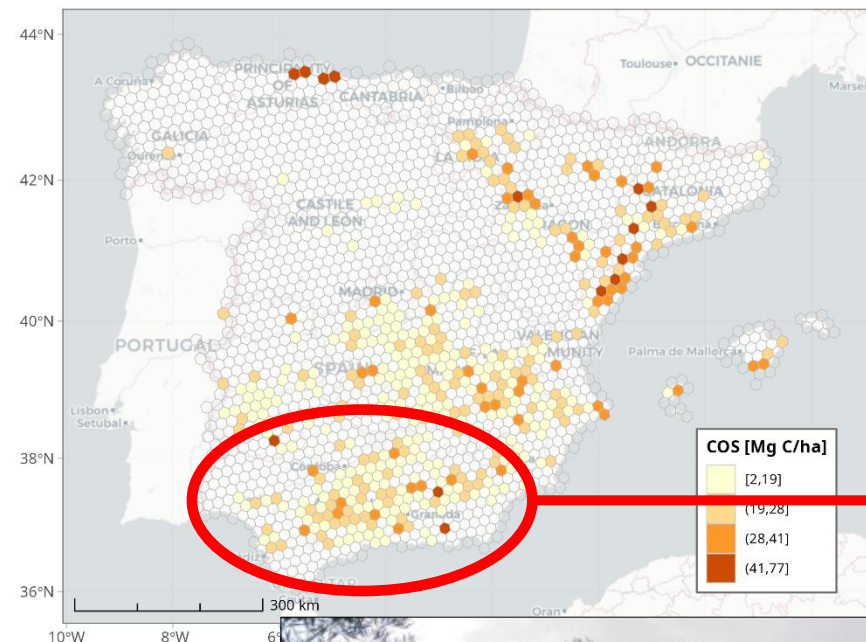 44°N
42°N
40°N
38°N
36°N
10°W
8°W
A Coruña
PRINCIPALITY
OF
ASTURIAS
CANTABRIA
Bilbao
Toulouse
OCCITANIE
Marsei
GALICIA
Ourense
Pamplona
ANDORRA
CATALONIA
CASTILE
AND LEÓN
Porto
MADRID
PORTUGAL
MUNITY
Palma de Mallorca
Lisbon
Setubal
Córdoba
Granada
Oran
300 km
COS [Mg C/ha]
[2,19]
(19,28]
(28,41]
(41,77]